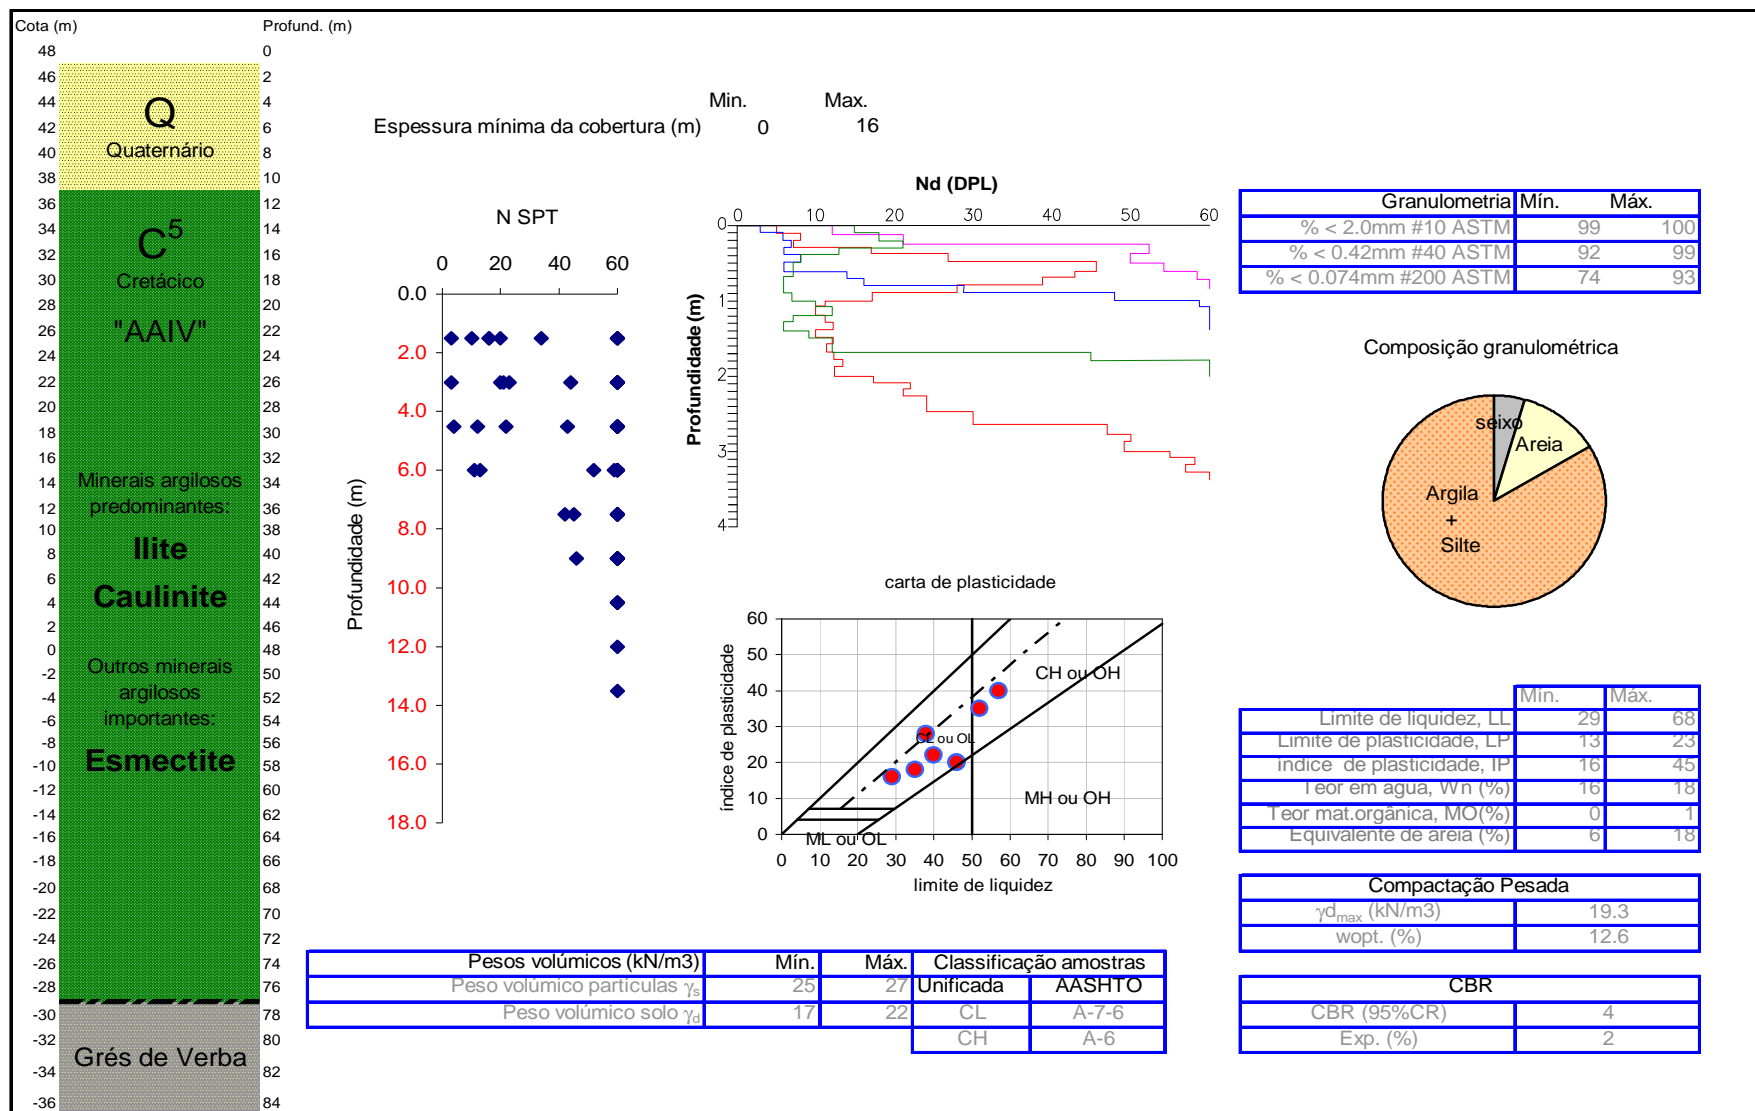 Cota (m)
Profund. (m)
48
46
44
42
40
38
36
34
32
30
28
26
24
22
20
18
16
14
12
10
8
6
4
2
0
-2
-4
-6
-8
-10
-12
-14
-16
-18
-20
-22
-24
-26
-28
-30
-32
-34
-36
Q
Quaternário
C5
Cretácico
"AAIV"
Minerais argilosos
predominantes:
Ilite
Caulinite
Outros minerais
argilosos
importantes:
Esmectite
Grés de Verba
0
2
4
6
8
10
12
14
16
18
20
22
24
26
28
30
32
34
36
38
40
42
44
46
48
50
52
54
56
58
60
62
64
66
68
70
72
74
76
78
80
82
84
Min. Max.
Espessura mínima da cobertura (m) 0 16
N SPT
0 20 40 60
Profundidade (m)
0.0
2.0
4.0
6.0
8.0
10.0
12.0
14.0
16.0
18.0
Nd (DPL)
0 10 20 30 40 50 60
Profundidade (m)
0
1
2
3
4
carta de plasticidade
índice de plasticidade
60
50
40
30
20
10
0
CH ou OH
CL ou OL
MH ou OH
ML ou OL
0 10 20 30 40 50 60 70 80 90 100
limite de liquidez
Granulometria Mín. Máx.
% < 2.0mm #10 ASTM 99 100
% < 0.42mm #40 ASTM 92 99
% < 0.074mm #200 ASTM 74 93
Composição granulométrica
seixo
Areia
Argila
+
Silte
Mín. Máx.
Limite de liquidez, LL 29 68
Limite de plasticidade, LP 13 23
índice de plasticidade, IP 16 45
Teor em água, Wn (%) 16 18
Teor mat.orgânica, MO(%) 0 1
Equivalente de areia (%) 6 18
Compactação Pesada
γdmax (kN/m3) 19.3
wopt. (%) 12.6
CBR
CBR (95%CR) 4
Exp. (%) 2
Pesos volúmicos (kN/m3) Mín. Máx. Classificação amostras
Peso volúmico partículas γs 25 27 Unificada AASHTO
Peso volúmico solo γd 17 22 CL A-7-6
CH A-6